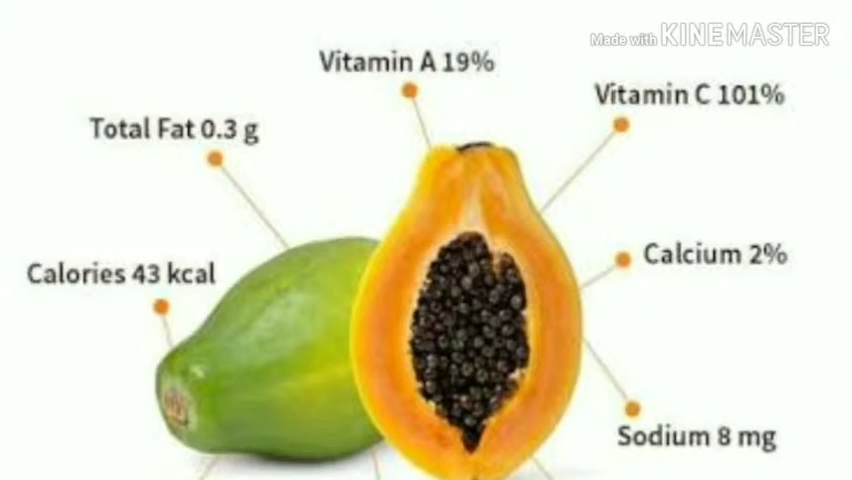 Made with KINEMASTER
Vitamin A 19%
Vitamin C 101%
Total Fat 0.3 g
Calcium 2%
Calories 43 kcal
Sodium 8 mg